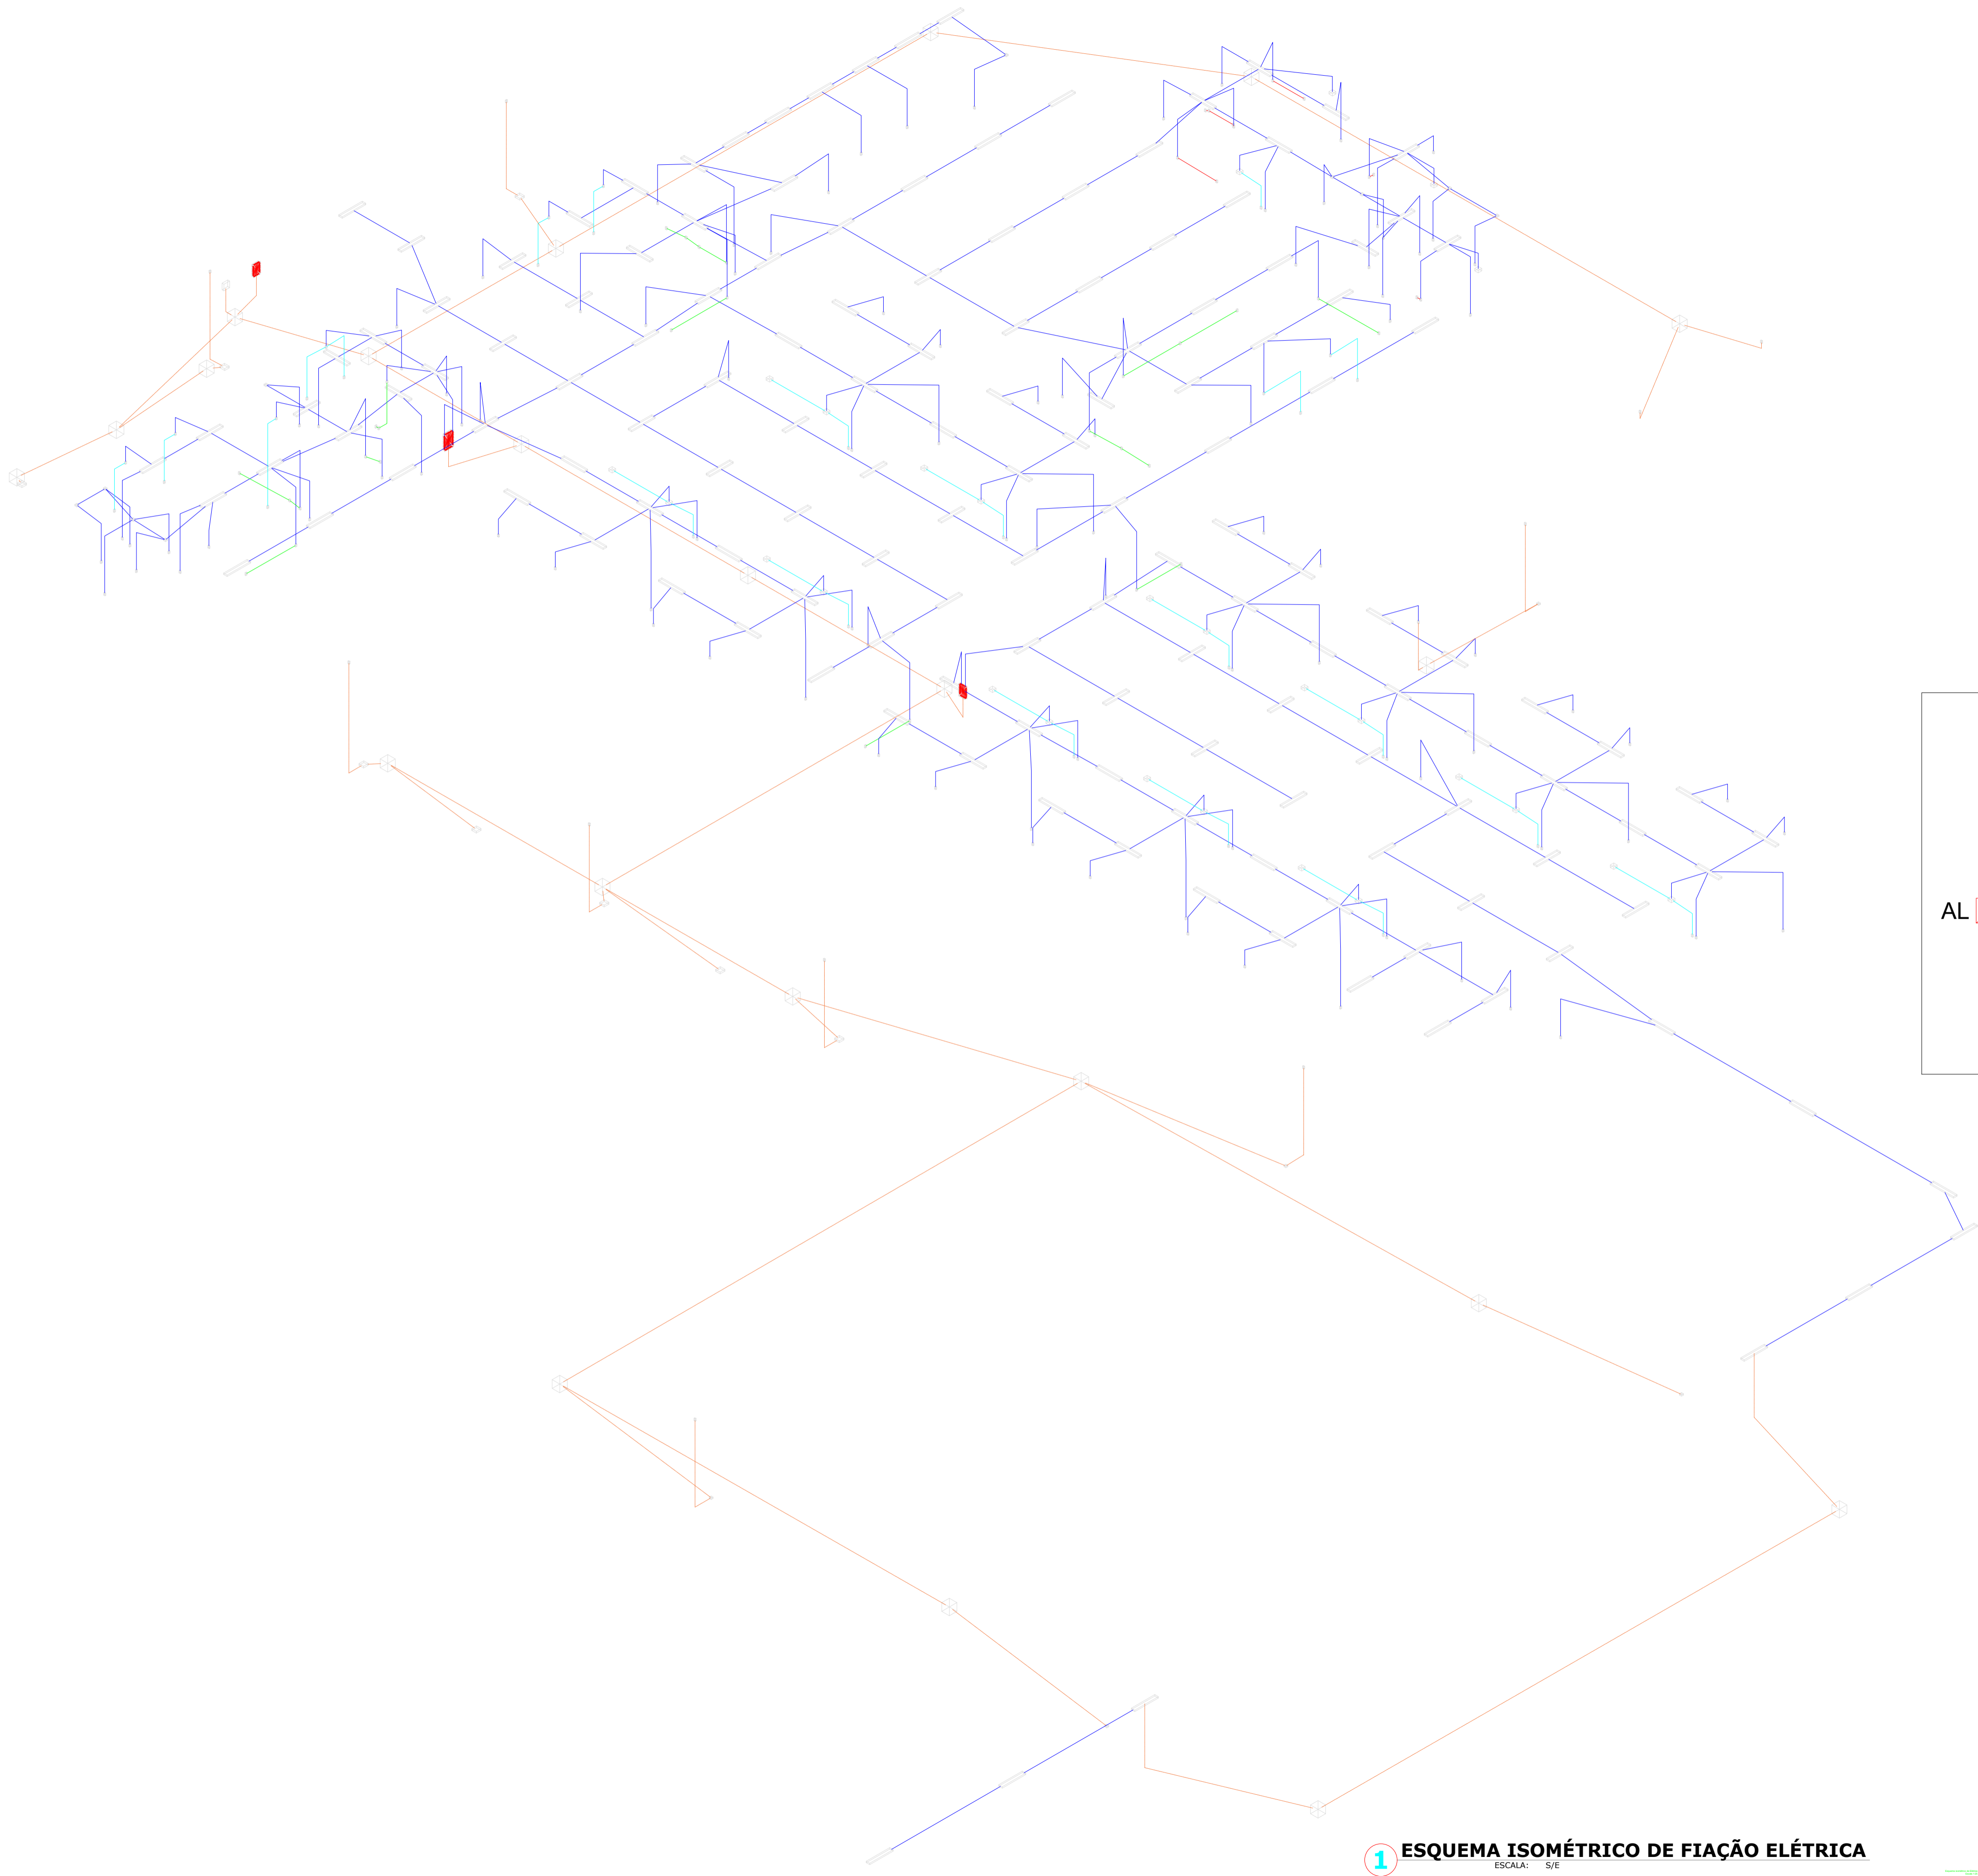 AL
1 ESQUEMA ISOMÉTRICO DE FIAÇÃO ELÉTRICA
ESCALA: S/E